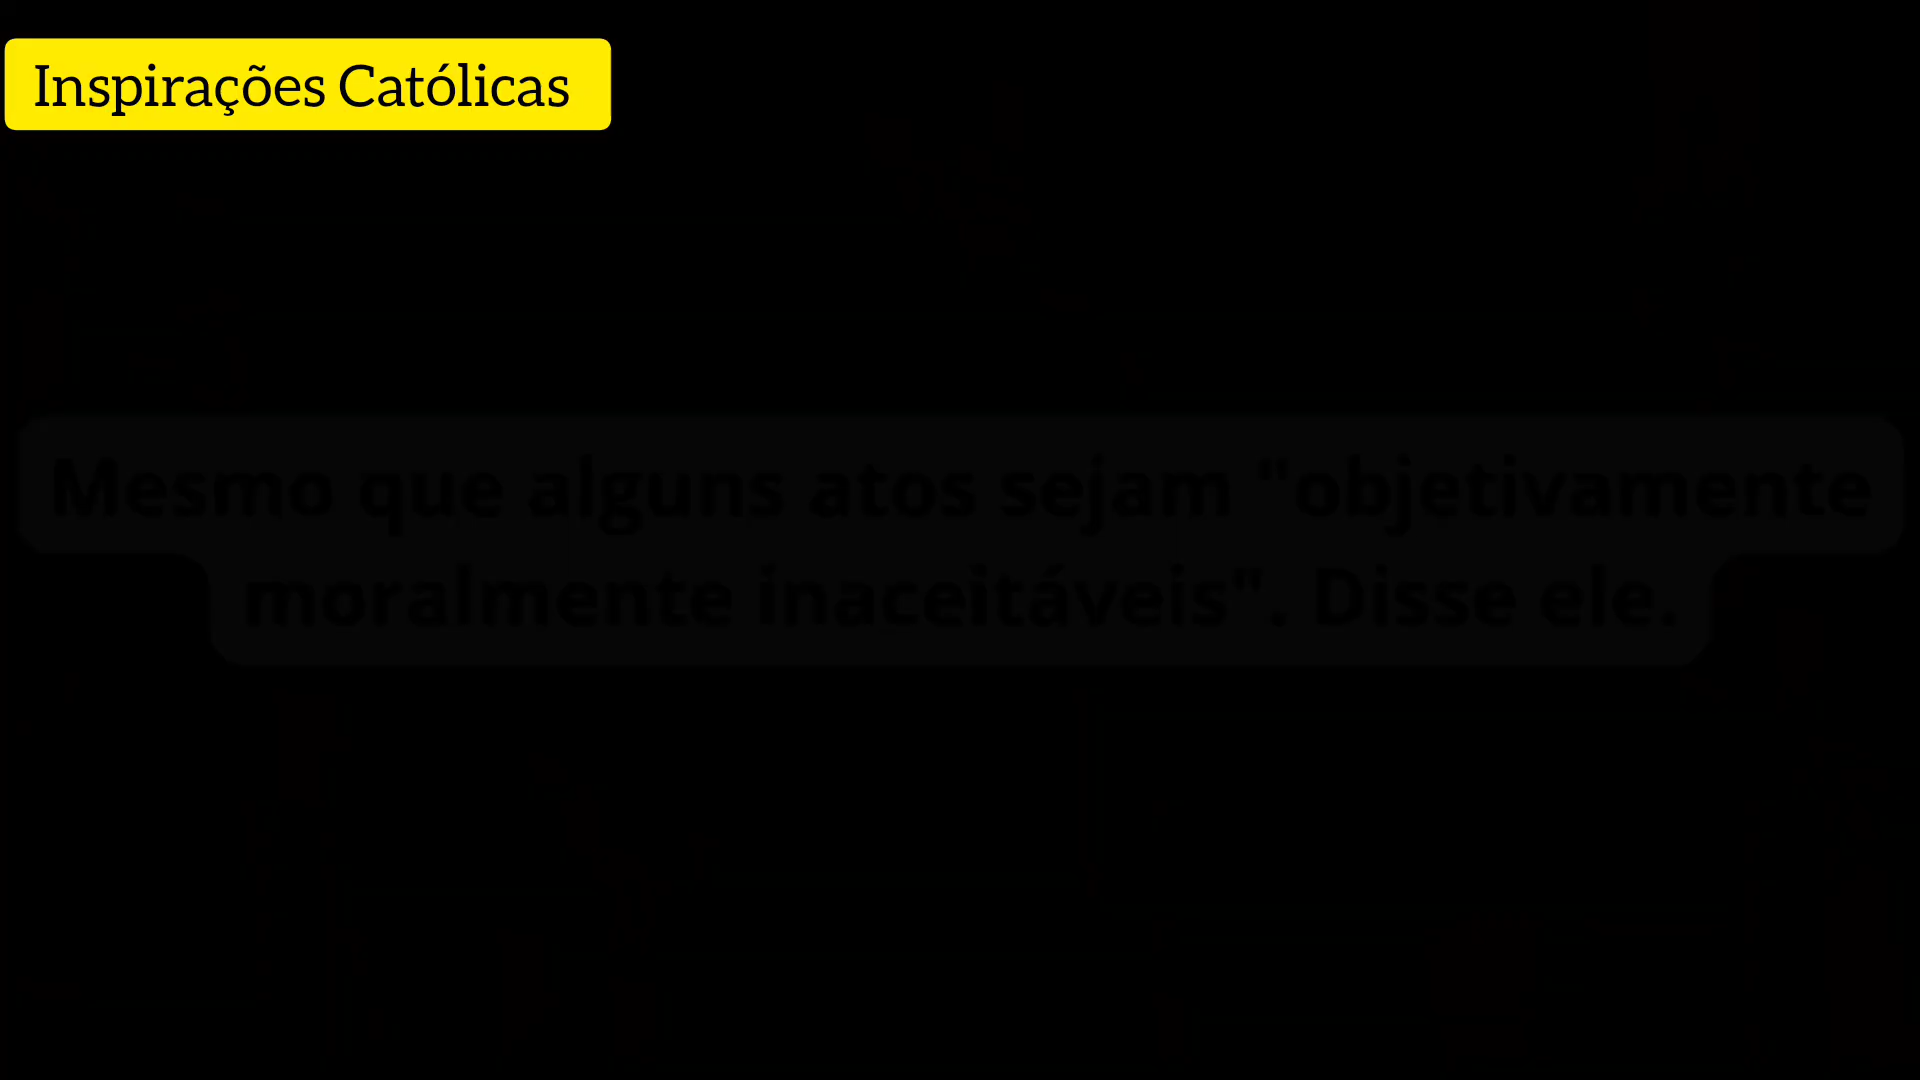 Inspirações Católicas
Mesmo que alguns atos sejam "objetivamente
moralmente inaceitáveis". Disse ele.